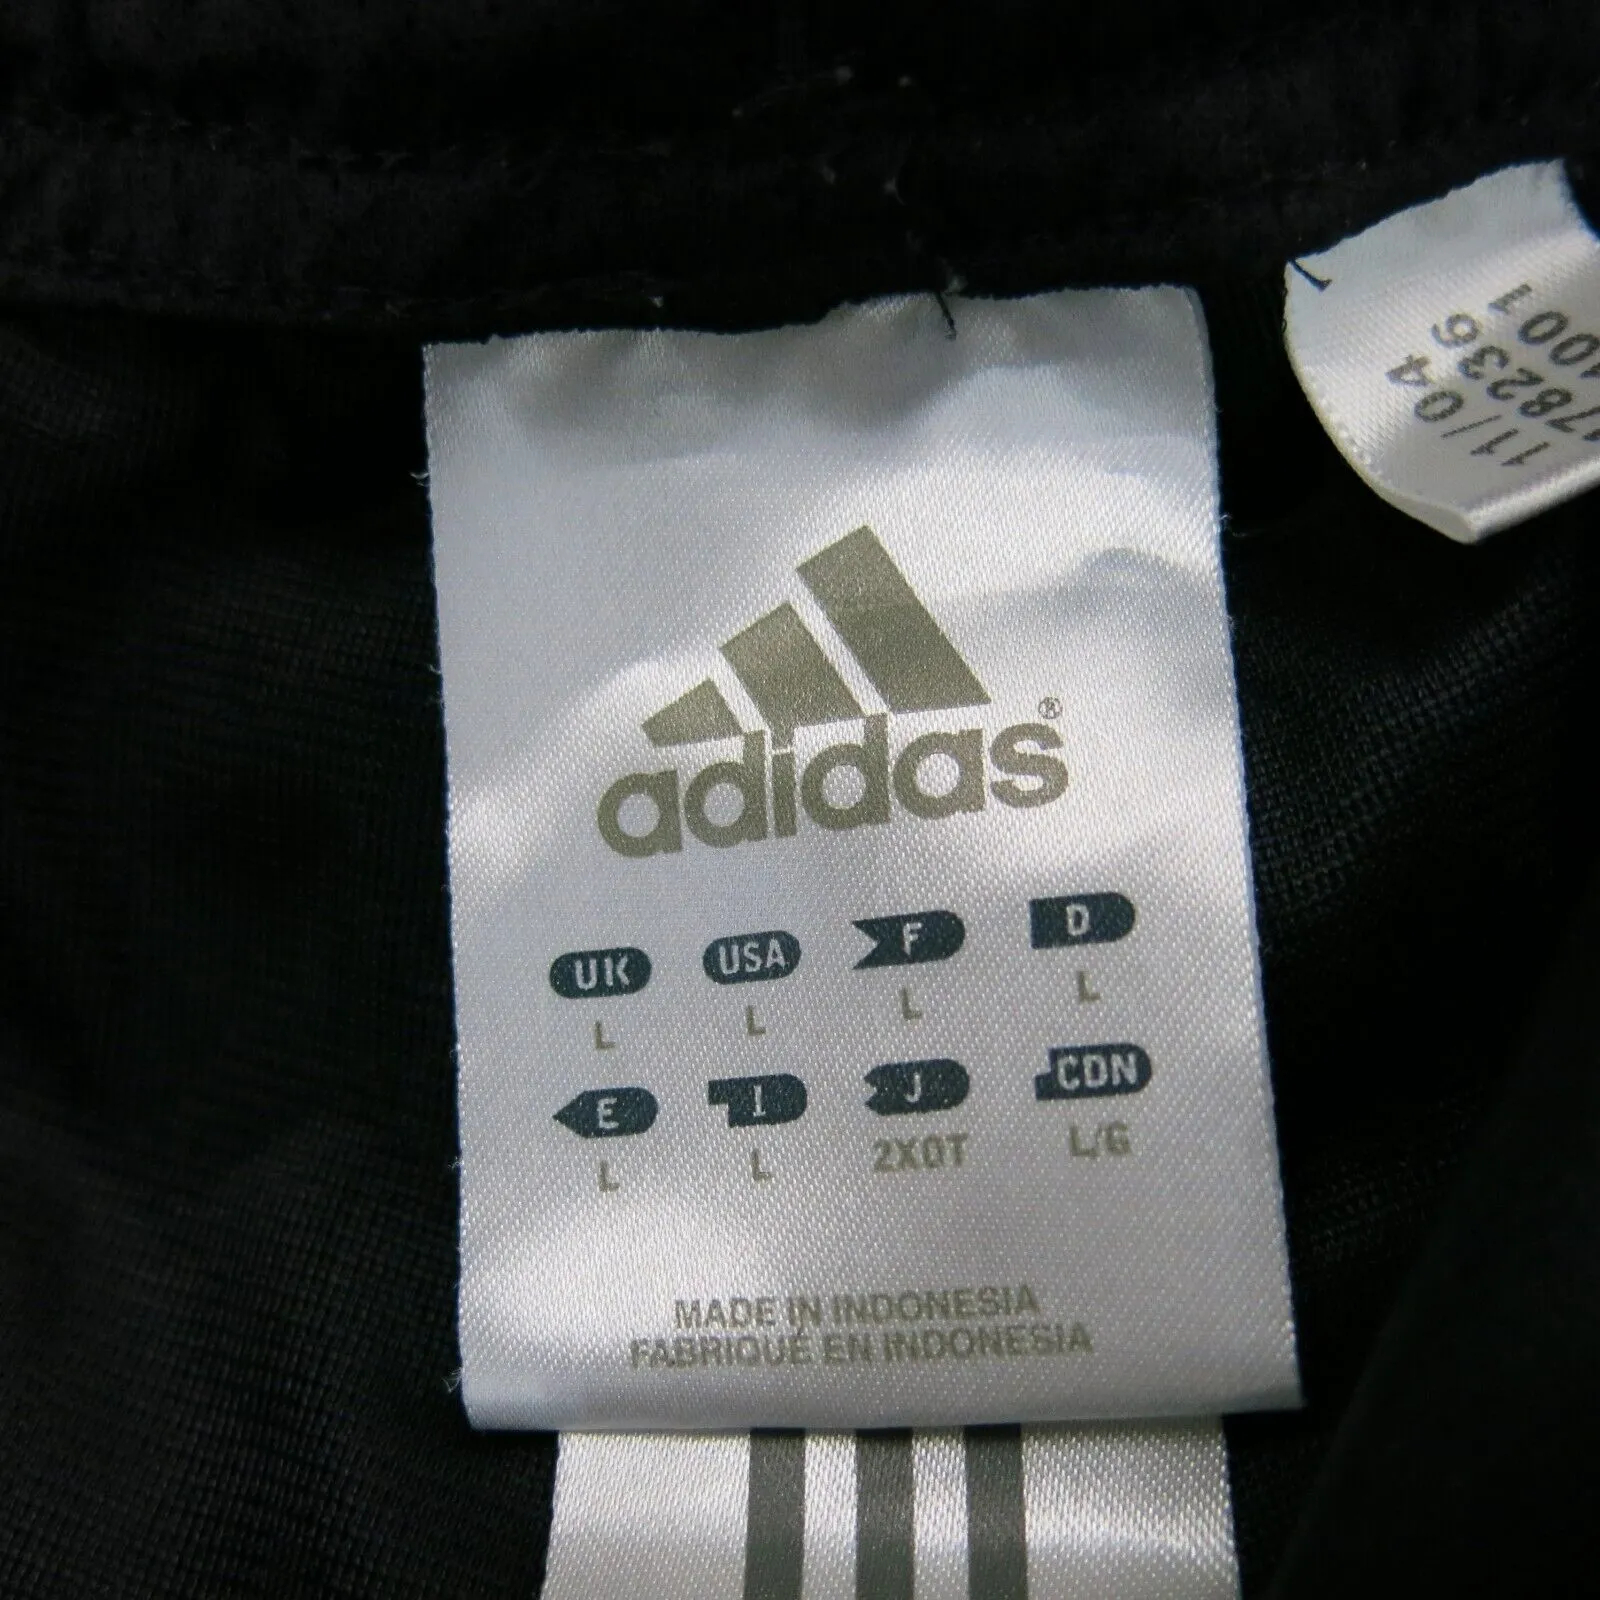 adidas®
UK USA F D
L L L L
E I J CDN
L L 2XOT L/G
MADE IN INDONESIA
FABRIQUÉ EN INDONESIA
11/04